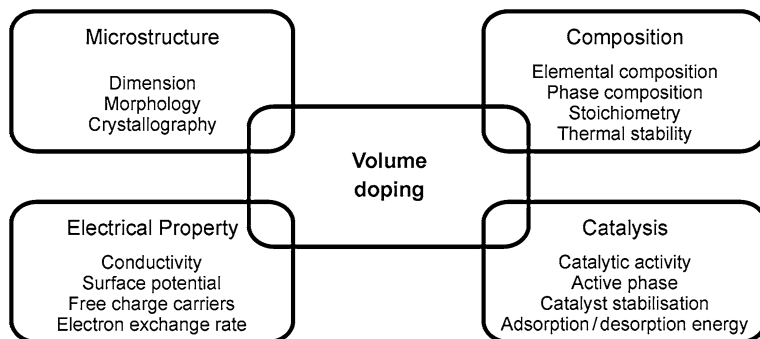 Microstructure
Dimension
Morphology
Crystallography
Composition
Elemental composition
Phase composition
Stoichiometry
Thermal stability
Volume
doping
Electrical Property
Conductivity
Surface potential
Free charge carriers
Electron exchange rate
Catalysis
Catalytic activity
Active phase
Catalyst stabilisation
Adsorption/desorption energy